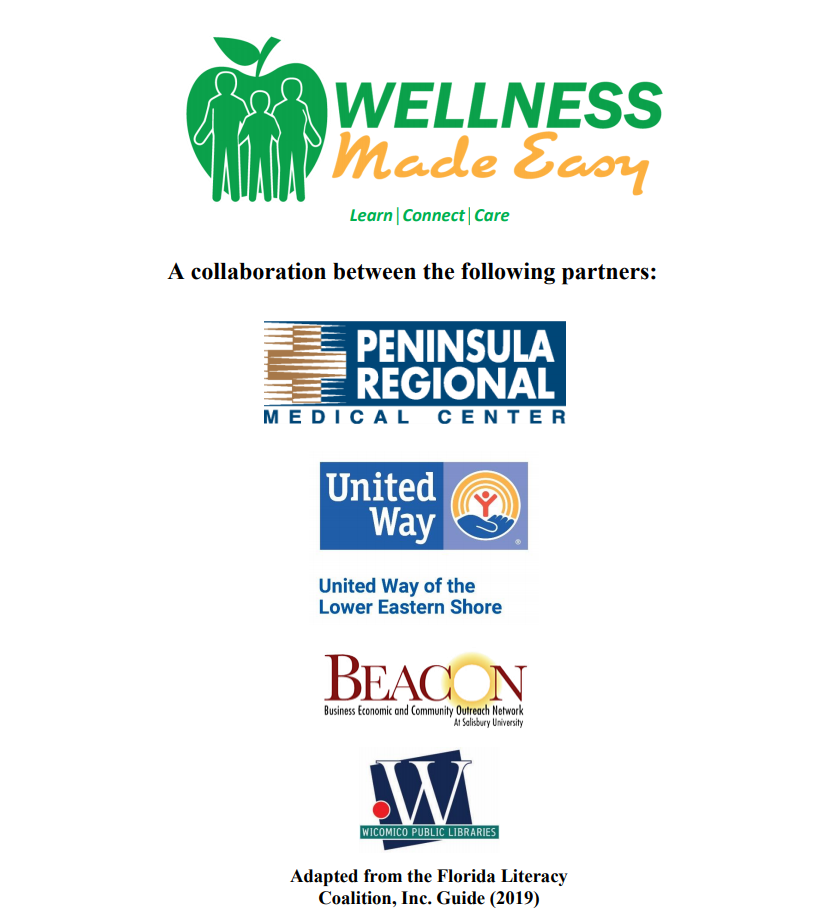 WELLNESS
Made Easy
Learn|Connect|Care
A collaboration between the following partners:
PENINSULA
REGIONAL
MEDICAL CENTER
United
Way
®
United Way of the
Lower Eastern Shore
BEACON
Business Economic and Community Outreach Network
At Salisbury University
W
WICOMICO PUBLIC LIBRARIES
Adapted from the Florida Literacy
Coalition, Inc. Guide (2019)